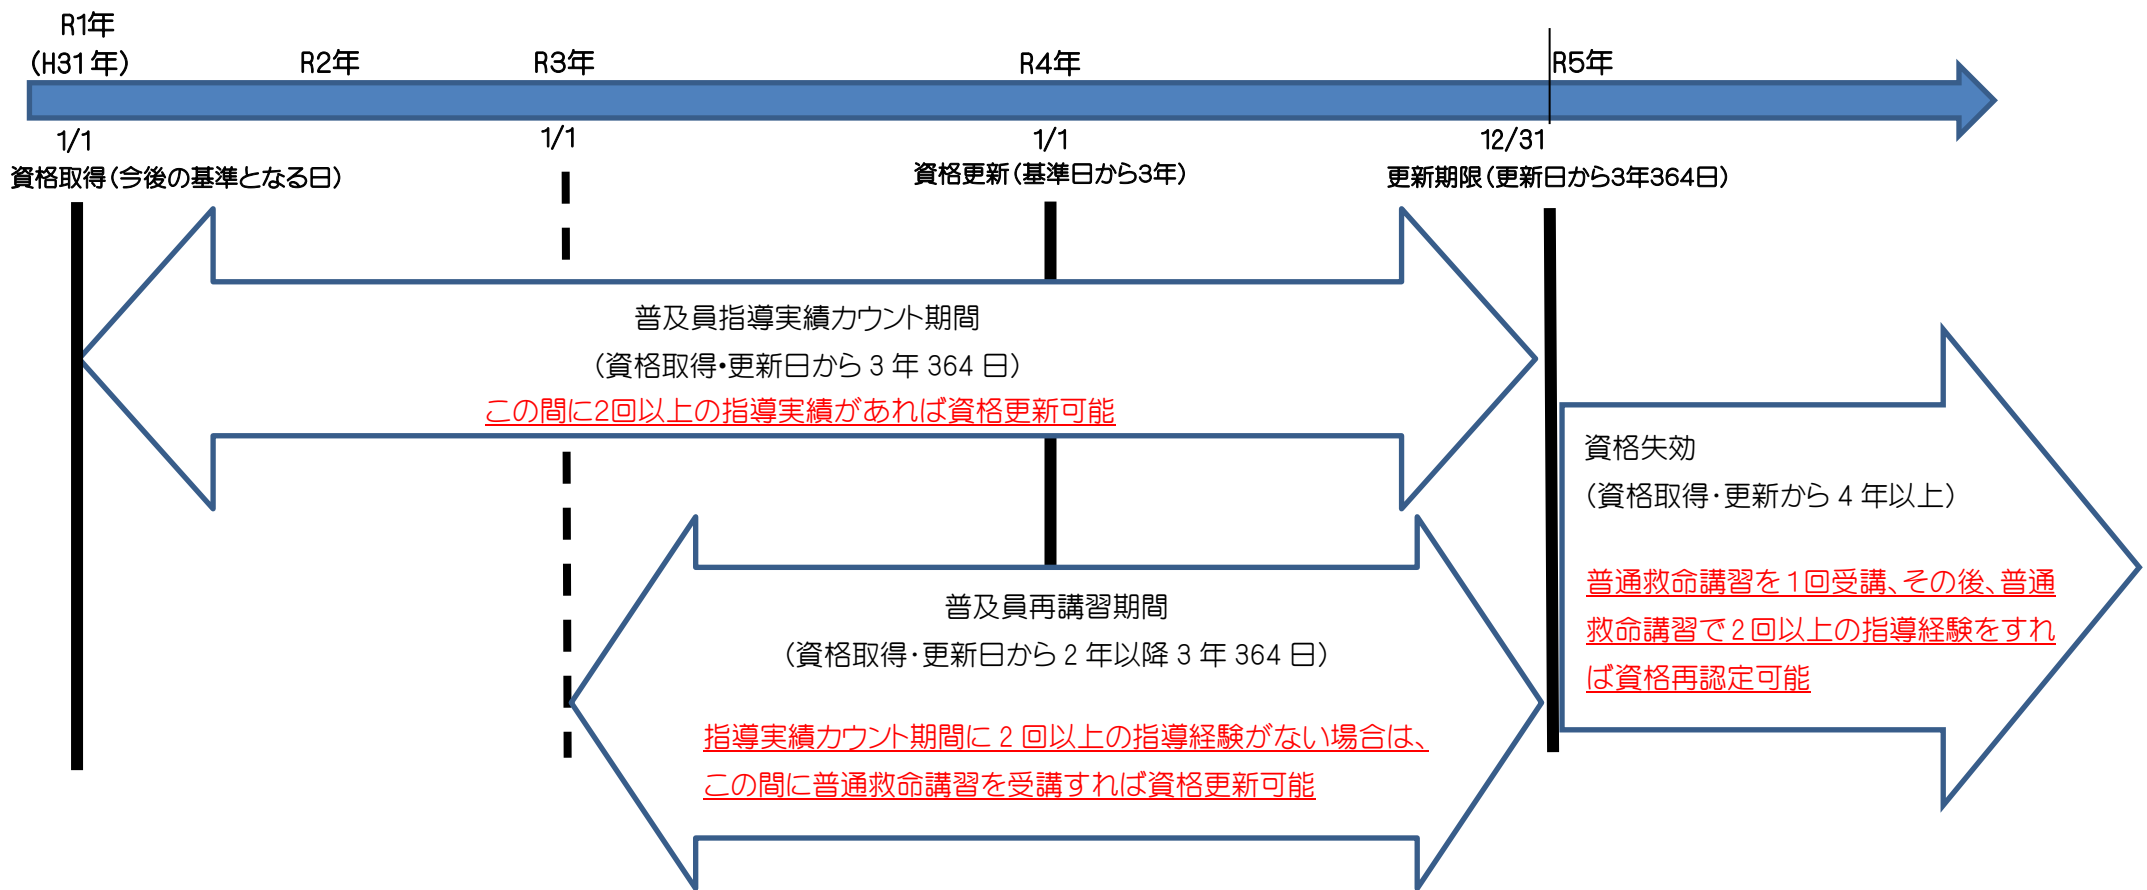 R1年
(H31年)
R2年
R3年
R4年
R5年
1/1
1/1
1/1
12/31
資格取得(今後の基準となる日)
資格更新(基準日から3年)
更新期限(更新日から3年364日)
普及員指導実績カウント期間
(資格取得・更新日から 3 年 364 日)
この間に2回以上の指導実績があれば資格更新可能
資格失効
(資格取得・更新から 4 年以上)
普通救命講習を1回受講、その後、普通
救命講習で2回以上の指導経験をすれ
ば資格再認定可能
普及員再講習期間
(資格取得・更新日から 2 年以降 3 年 364 日)
指導実績カウント期間に 2 回以上の指導経験がない場合は、
この間に普通救命講習を受講すれば資格更新可能